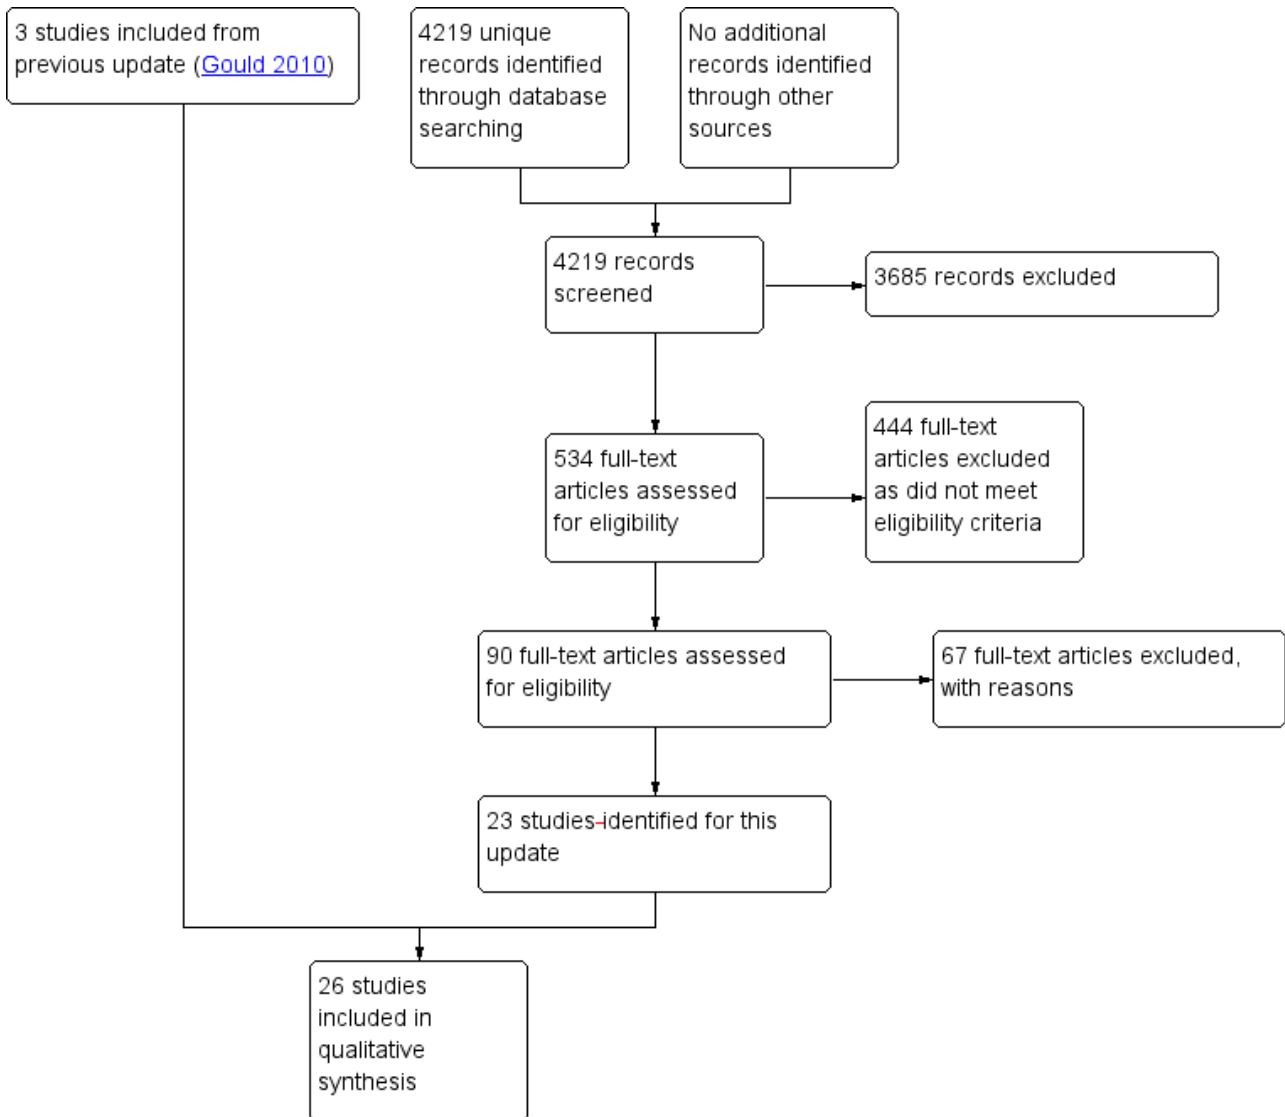 3 studies included from
previous update (Gould 2010)
4219 unique
records identified
through database
searching
No additional
records identified
through other
sources
4219 records
screened
3685 records excluded
534 full-text
articles assessed
for eligibility
444 full-text
articles excluded
as did not meet
eligibility criteria
90 full-text articles assessed
for eligibility
67 full-text articles excluded,
with reasons
23 studies-identified for this
update
26 studies
included in
qualitative
synthesis